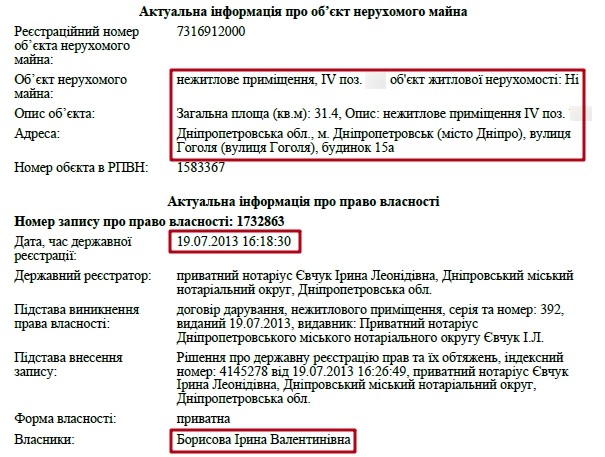 Актуальна інформація про об’єкт нерухомого майна
Реєстраційний номер об’єкта нерухомого майна: 7316912000
Об’єкт нерухомого майна: нежитлове приміщення, IV поз. об'єкт житлової нерухомості: Ні
Опис об’єкта: Загальна площа (кв.м): 31.4, Опис: нежитлове приміщення IV поз.
Адреса: Дніпропетровська обл., м. Дніпропетровськ (місто Дніпро), вулиця
Гоголя (вулиця Гоголя), будинок 15а
Номер обєкта в РПВН: 1583367
Актуальна інформація про право власності
Номер запису про право власності: 1732863
Дата, час державної реєстрації: 19.07.2013 16:18:30
Державний реєстратор: приватний нотаріус Євчук Ірина Леонідівна, Дніпровський міський
нотаріальний округ, Дніпропетровська обл.
Підстава виникнення права власності: договір дарування, нежитлового приміщення, серія та номер: 392,
виданий 19.07.2013, видавник: Приватний нотаріус
Дніпропетровського міського нотаріального округу Євчук І.Л.
Підстава внесення запису: Рішення про державну реєстрацію прав та їх обтяжень, індексний
номер: 4145278 від 19.07.2013 16:26:49, приватний нотаріус Євчук
Ірина Леонідівна, Дніпровський міський нотаріальний округ,
Дніпропетровська обл.
Форма власності: приватна
Власники: Борисова Ірина Валентинівна